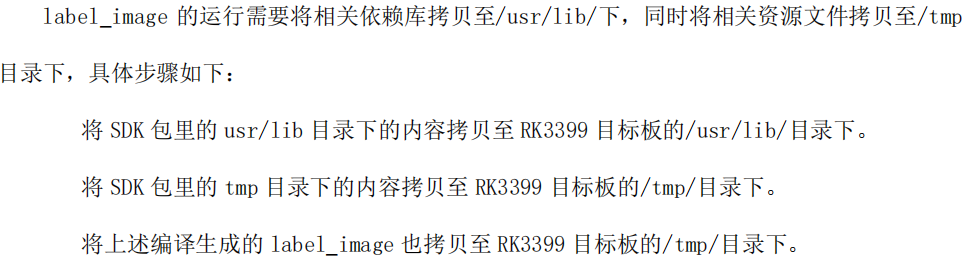 label_image 的运行需要将相关依赖库拷贝至/usr/lib/下，同时将相关资源文件拷贝至/tmp
目录下，具体步骤如下：
将 SDK 包里的 usr/lib 目录下的内容拷贝至 RK3399 目标板的/usr/lib/目录下。
将 SDK 包里的 tmp 目录下的内容拷贝至 RK3399 目标板的/tmp/目录下。
将上述编译生成的 label_image 也拷贝至 RK3399 目标板的/tmp/目录下。